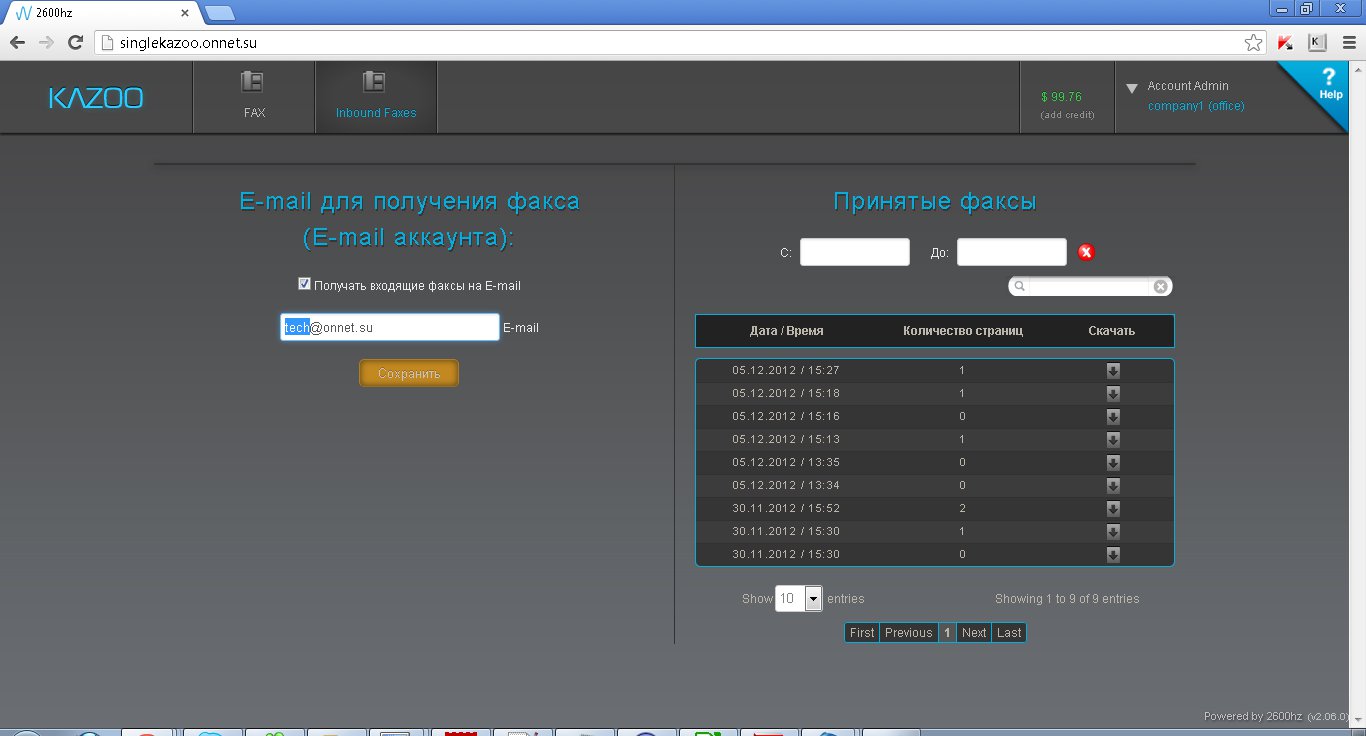 2600hz
singlekazoo.onnet.su
KAZOO
FAX
Inbound Faxes
$ 99.76
(add credit)
Account Admin
company1 (office)
?
Help
E-mail для получения факса
(E-mail аккаунта):
Получать входящие факсы на E-mail
tech@onnet.su E-mail
Сохранить
Принятые факсы
С: До:
Дата / Время Количество страниц Скачать
05.12.2012 / 15:27 1
05.12.2012 / 15:18 1
05.12.2012 / 15:16 0
05.12.2012 / 15:13 1
05.12.2012 / 13:35 0
05.12.2012 / 13:34 0
30.11.2012 / 15:52 2
30.11.2012 / 15:30 1
30.11.2012 / 15:30 0
Show 10 entries Showing 1 to 9 of 9 entries
First Previous 1 Next Last
Powered by 2600hz (v2.06.0)